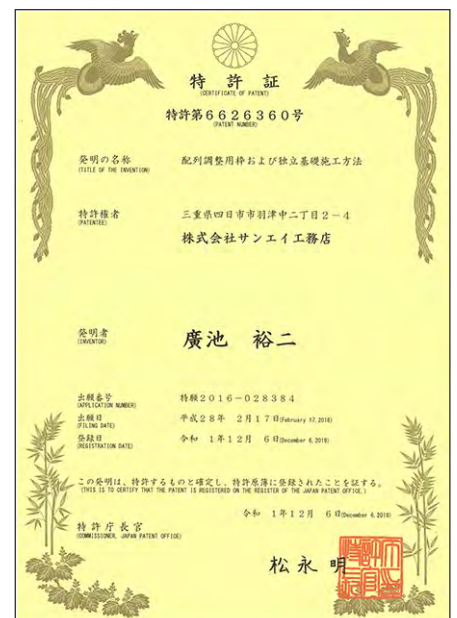 特許証
(CERTIFICATE OF PATENT)
特許第6626360号
(PATENT NUMBER)
発明の名称 配列調整用枠および独立基礎施工方法
(TITLE OF THE INVENTION)
特許権者 三重県四日市市羽津中二丁目2-4
(PATENTEE)
株式会社サンエイ工務店
発明者 廣池 裕二
(INVENTOR)
出願番号 特願2016-028384
(APPLICATION NUMBER)
出願日 平成28年 2月17日(February 17,2016)
(FILING DATE)
登録日 令和 1年12月 6日(December 6,2019)
(REGISTRATION DATE)
この発明は、特許するものと確定し、特許原簿に登録されたことを証する。
(THIS IS TO CERTIFY THAT THE PATENT IS REGISTERED ON THE REGISTER OF THE JAPAN PATENT OFFICE.)
令和 1年12月 6日(December 6,2019)
特許庁長官
(COMMISSIONER, JAPAN PATENT OFFICE)
松永 明